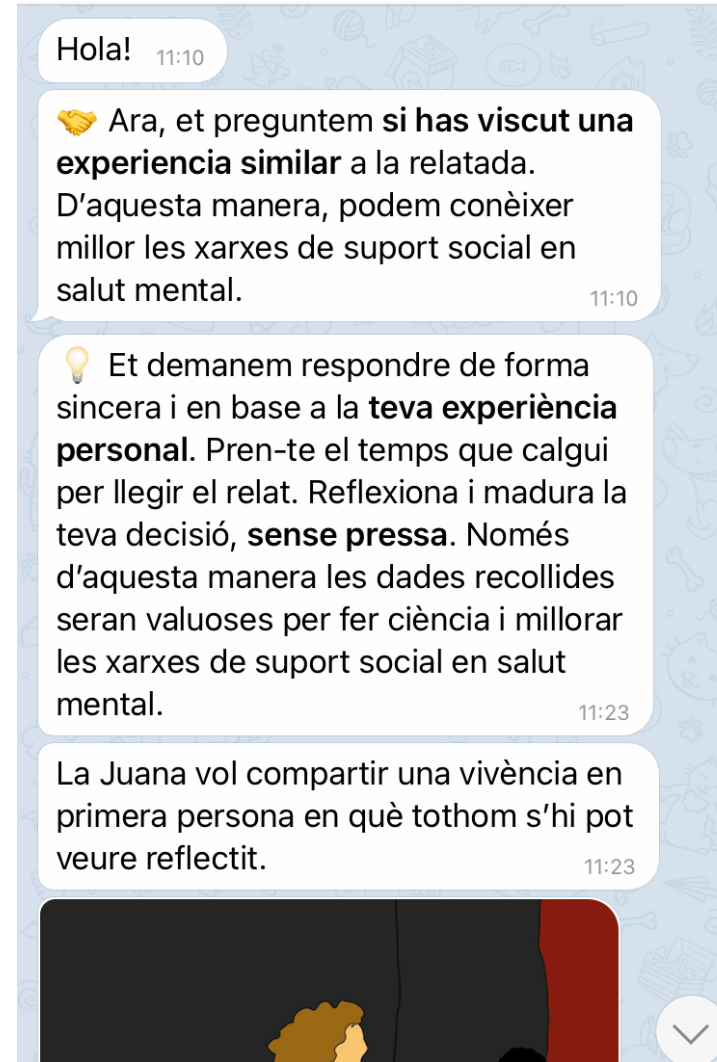 Hola! 11:10
🤝 Ara, et preguntem si has viscut una
experiencia similar a la relatada.
D’aquesta manera, podem conèixer
millor les xarxes de suport social en
salut mental. 11:10
💡 Et demanem respondre de forma
sincera i en base a la teva experiència
personal. Pren-te el temps que calgui
per llegir el relat. Reflexiona i madura la
teva decisió, sense pressa. Només
d’aquesta manera les dades recollides
seran valuoses per fer ciència i millorar
les xarxes de suport social en salut
mental. 11:23
La Juana vol compartir una vivència en
primera persona en què tothom s’hi pot
veure reflectit. 11:23